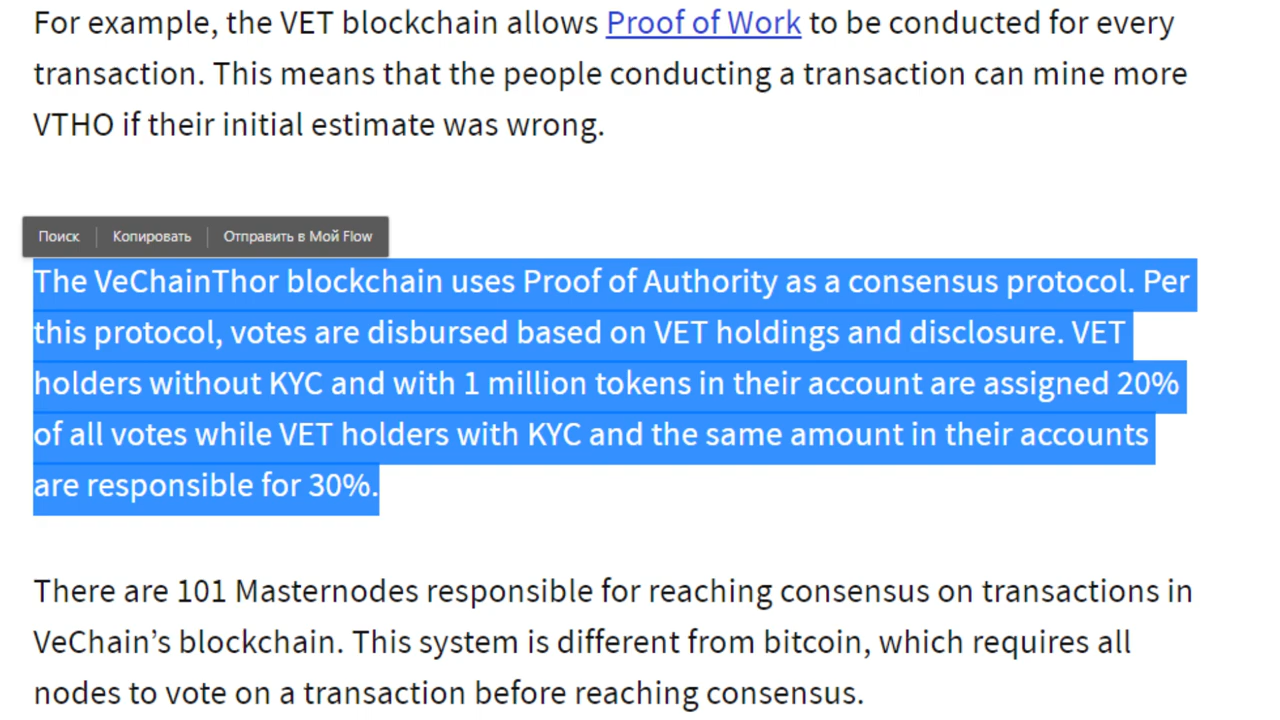 For example, the VET blockchain allows Proof of Work to be conducted for every
transaction. This means that the people conducting a transaction can mine more
VTHO if their initial estimate was wrong.
Поиск Копировать Отправить в Мой Flow
The VeChainThor blockchain uses Proof of Authority as a consensus protocol. Per
this protocol, votes are disbursed based on VET holdings and disclosure. VET
holders without KYC and with 1 million tokens in their account are assigned 20%
of all votes while VET holders with KYC and the same amount in their accounts
are responsible for 30%.
There are 101 Masternodes responsible for reaching consensus on transactions in
VeChain’s blockchain. This system is different from bitcoin, which requires all
nodes to vote on a transaction before reaching consensus.